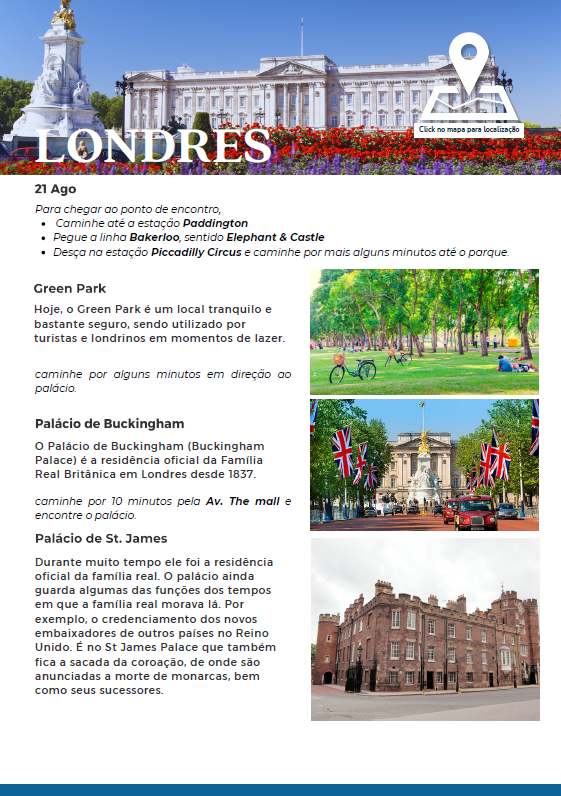 Click no mapa para localização
LONDRES
21 Ago
Para chegar ao ponto de encontro,
• Caminhe até a estação Paddington
• Pegue a linha Bakerloo, sentido Elephant & Castle
• Desça na estação Piccadilly Circus e caminhe por mais alguns minutos até o parque.
Green Park
Hoje, o Green Park é um local tranquilo e
bastante seguro, sendo utilizado por
turistas e londrinos em momentos de lazer.
caminhe por alguns minutos em direção ao
palácio.
Palácio de Buckingham
O Palácio de Buckingham (Buckingham
Palace) é a residência oficial da Família
Real Britânica em Londres desde 1837.
caminhe por 10 minutos pela Av. The mall e
encontre o palácio.
Palácio de St. James
Durante muito tempo ele foi a residência
oficial da família real. O palácio ainda
guarda algumas das funções dos tempos
em que a família real morava lá. Por
exemplo, o credenciamento dos novos
embaixadores de outros países no Reino
Unido. É no St James Palace que também
fica a sacada da coroação, de onde são
anunciadas a morte de monarcas, bem
como seus sucessores.